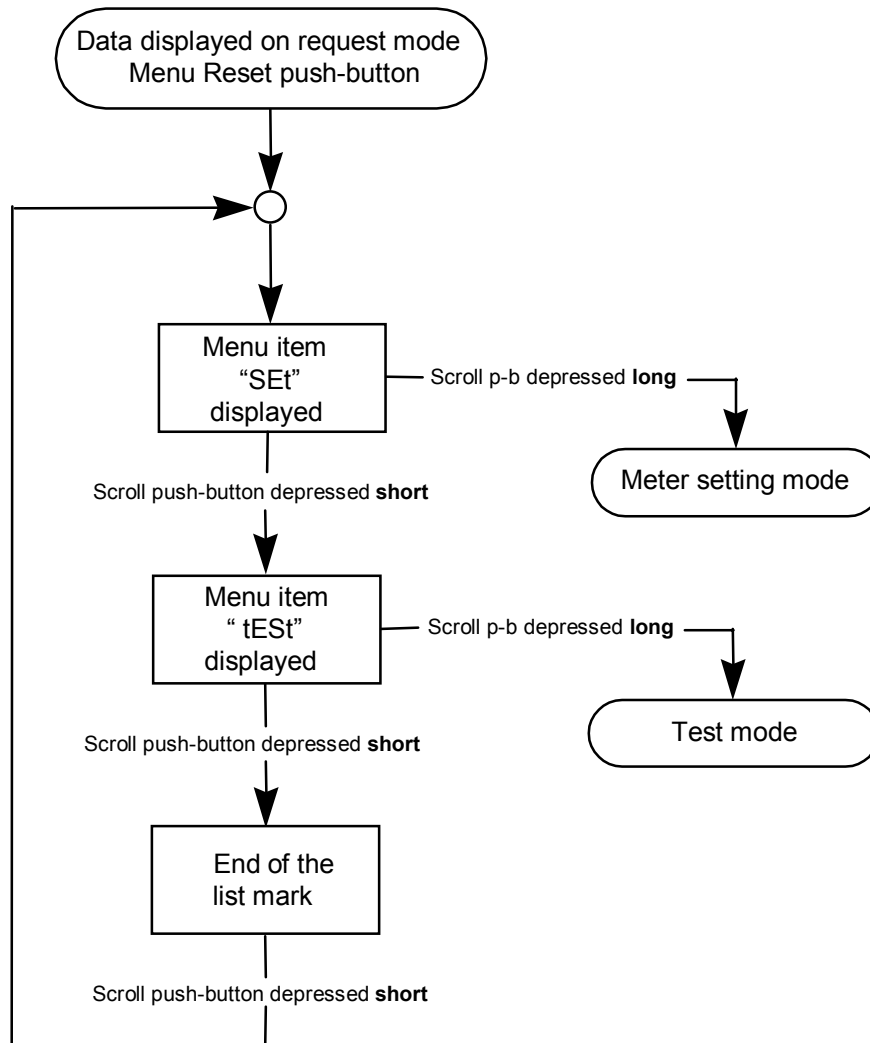 Data displayed on request mode
Menu Reset push-button
Menu item
“SEt”
displayed
Scroll p-b depressed long
Meter setting mode
Scroll push-button depressed short
Menu item
“ tESt”
displayed
Scroll p-b depressed long
Test mode
Scroll push-button depressed short
End of the
list mark
Scroll push-button depressed short